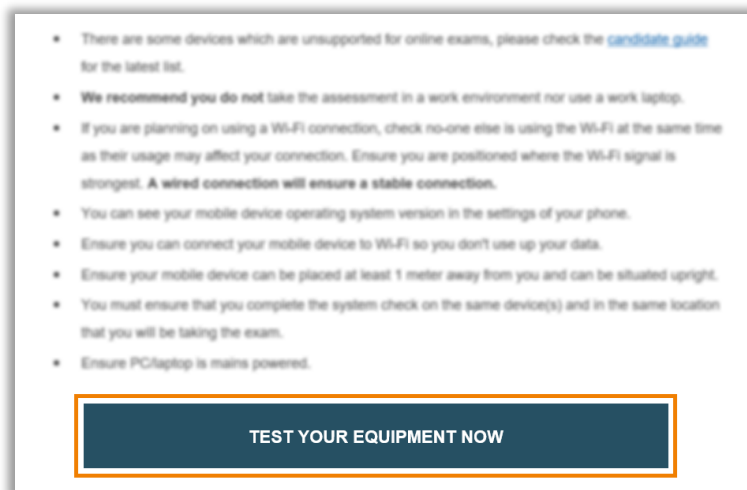 There are some devices which are unsupported for online exams, please check the candidate guide
for the latest list.
We recommend you do not take the assessment in a work environment nor use a work laptop.
If you are planning on using a Wi-Fi connection, check no-one else is using the Wi-Fi at the same time
as their usage may affect your connection. Ensure you are positioned where the Wi-Fi signal is
strongest. A wired connection will ensure a stable connection.
You can see your mobile device operating system version in the settings of your phone.
Ensure you can connect your mobile device to Wi-Fi so you don't use up your data.
Ensure your mobile device can be placed at least 1 meter away from you and can be situated upright.
You must ensure that you complete the system check on the same device(s) and in the same location
that you will be taking the exam.
Ensure PC/laptop is mains powered.
TEST YOUR EQUIPMENT NOW